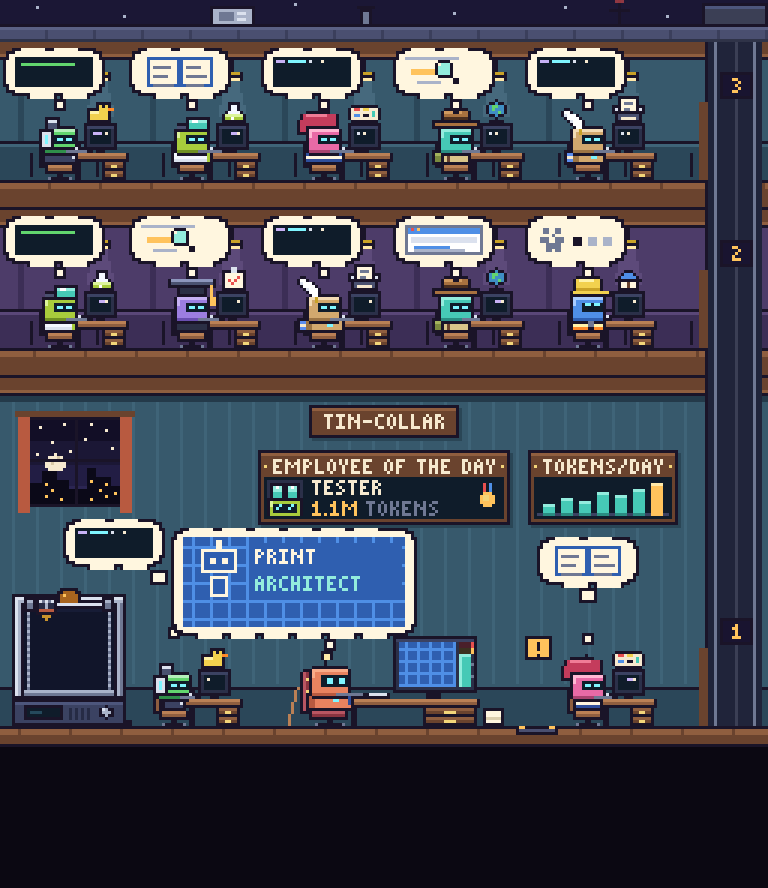 3
2
TIN-COLLAR
EMPLOYEE OF THE DAY
TESTER
1.1M TOKENS
TOKENS/DAY
PRINT
ARCHITECT
!
1